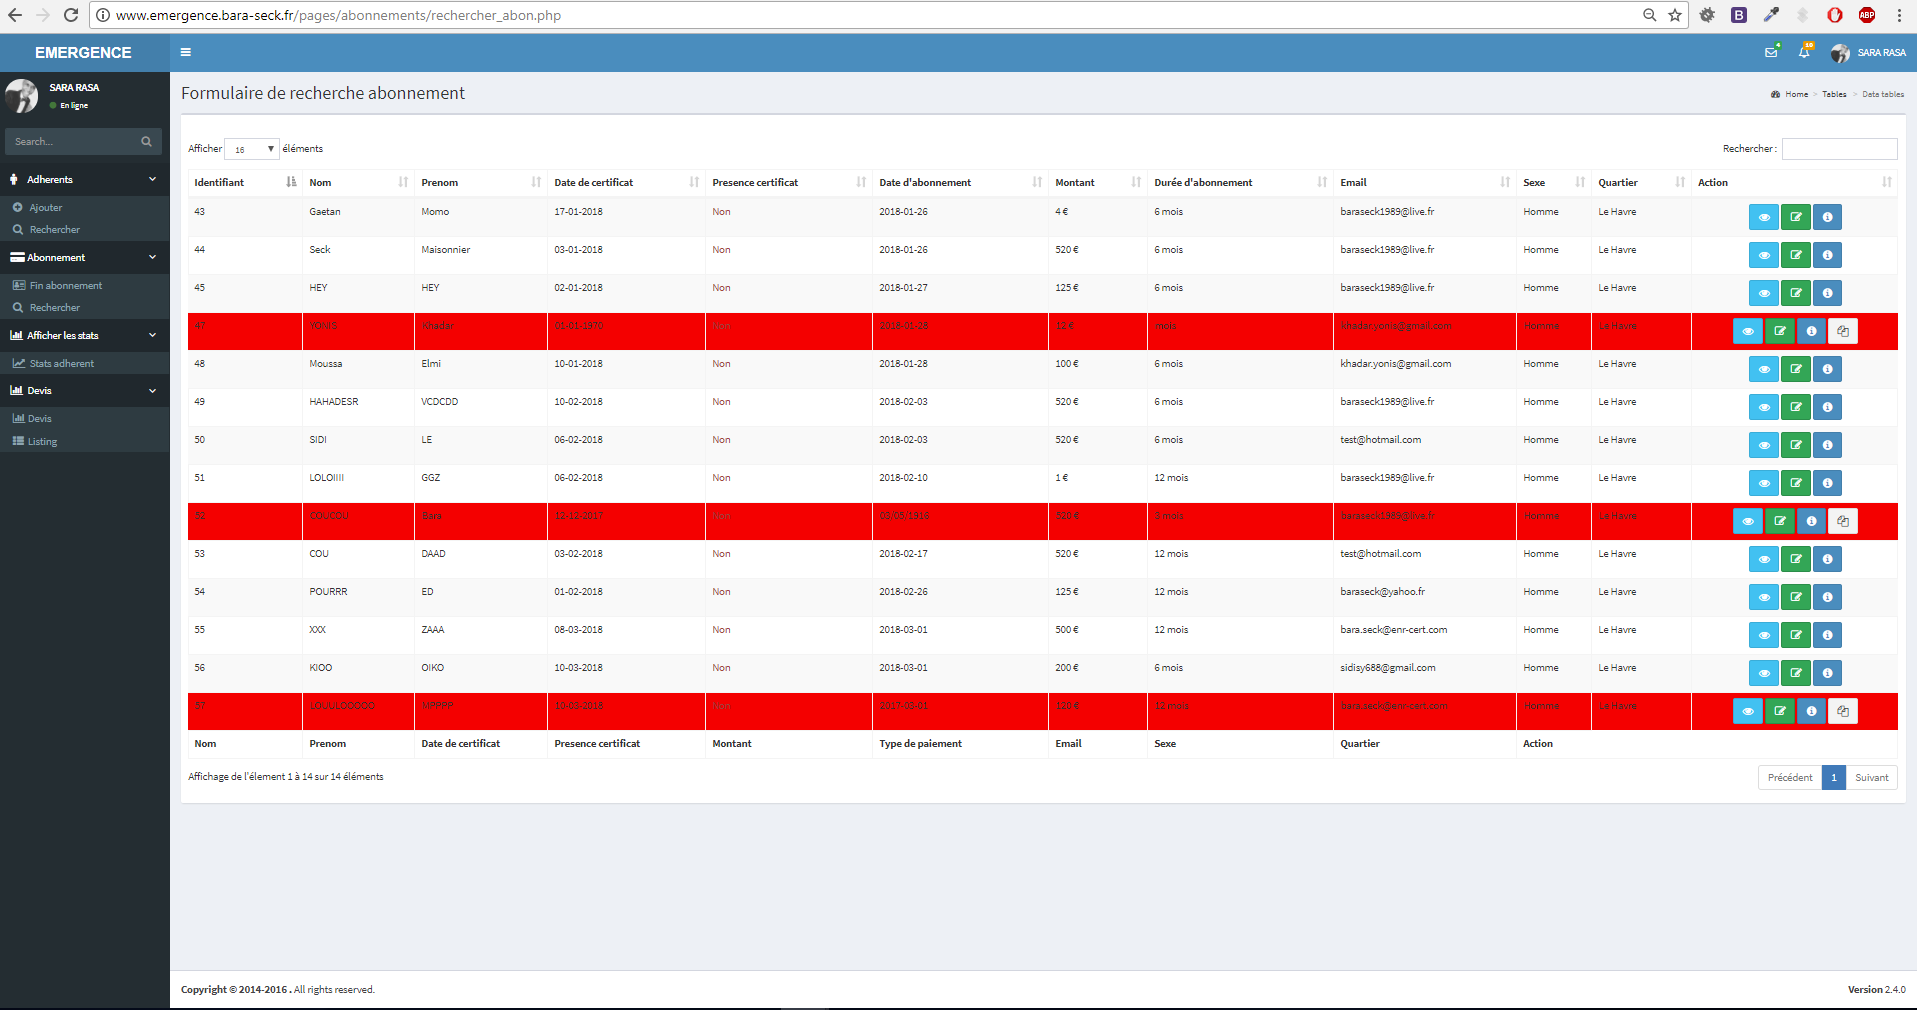 www.emergence.bara-seck.fr/pages/abonnements/rechercher_abon.php
ABP
EMERGENCE
4
10
SARA RASA
SARA RASA
En ligne
Search...
Adherents
Ajouter
Rechercher
Abonnement
Fin abonnement
Rechercher
Afficher les stats
Stats adherent
Devis
Devis
Listing
Formulaire de recherche abonnement
Home > Tables > Data tables
Afficher 16 éléments
Rechercher :
Identifiant Nom Prenom Date de certificat Presence certificat Date d'abonnement Montant Durée d'abonnement Email Sexe Quartier Action
43 Gaetan Momo 17-01-2018 Non 2018-01-26 4 € 6 mois baraseck1989@live.fr Homme Le Havre
44 Seck Maisonnier 03-01-2018 Non 2018-01-26 520 € 6 mois baraseck1989@live.fr Homme Le Havre
45 HEY HEY 02-01-2018 Non 2018-01-27 125 € 6 mois baraseck1989@live.fr Homme Le Havre
47 YONIS Khadar 01-01-1970 Non 2018-01-28 12 € mois khadar.yonis@gmail.com Homme Le Havre
48 Moussa Elmi 10-01-2018 Non 2018-01-28 100 € 6 mois khadar.yonis@gmail.com Homme Le Havre
49 HAHADESR VCDCDD 10-02-2018 Non 2018-02-03 520 € 6 mois baraseck1989@live.fr Homme Le Havre
50 SIDI LE 06-02-2018 Non 2018-02-03 520 € 6 mois test@hotmail.com Homme Le Havre
51 LOLOIIII GGZ 06-02-2018 Non 2018-02-10 1 € 12 mois baraseck1989@live.fr Homme Le Havre
52 COUCOU Bara 12-12-2017 Non 03/05/1916 520 € 3 mois baraseck1989@live.fr Homme Le Havre
53 COU DAAD 03-02-2018 Non 2018-02-17 520 € 12 mois test@hotmail.com Homme Le Havre
54 POURRR ED 01-02-2018 Non 2018-02-26 125 € 12 mois baraseck@yahoo.fr Homme Le Havre
55 XXX ZAAA 08-03-2018 Non 2018-03-01 500 € 12 mois bara.seck@enr-cert.com Homme Le Havre
56 KIOO OIKO 10-03-2018 Non 2018-03-01 200 € 6 mois sidisy688@gmail.com Homme Le Havre
57 MPPPP 10-03-2018 Non 2017-03-01 120 € 12 mois bara.seck@enr-cert.com Homme Le Havre
Nom Prenom Date de certificat Presence certificat Montant Type de paiement Email Sexe Quartier Action
Affichage de l'élement 1 à 14 sur 14 éléments
Précédent 1 Suivant
Copyright © 2014-2016 . All rights reserved.
Version 2.4.0